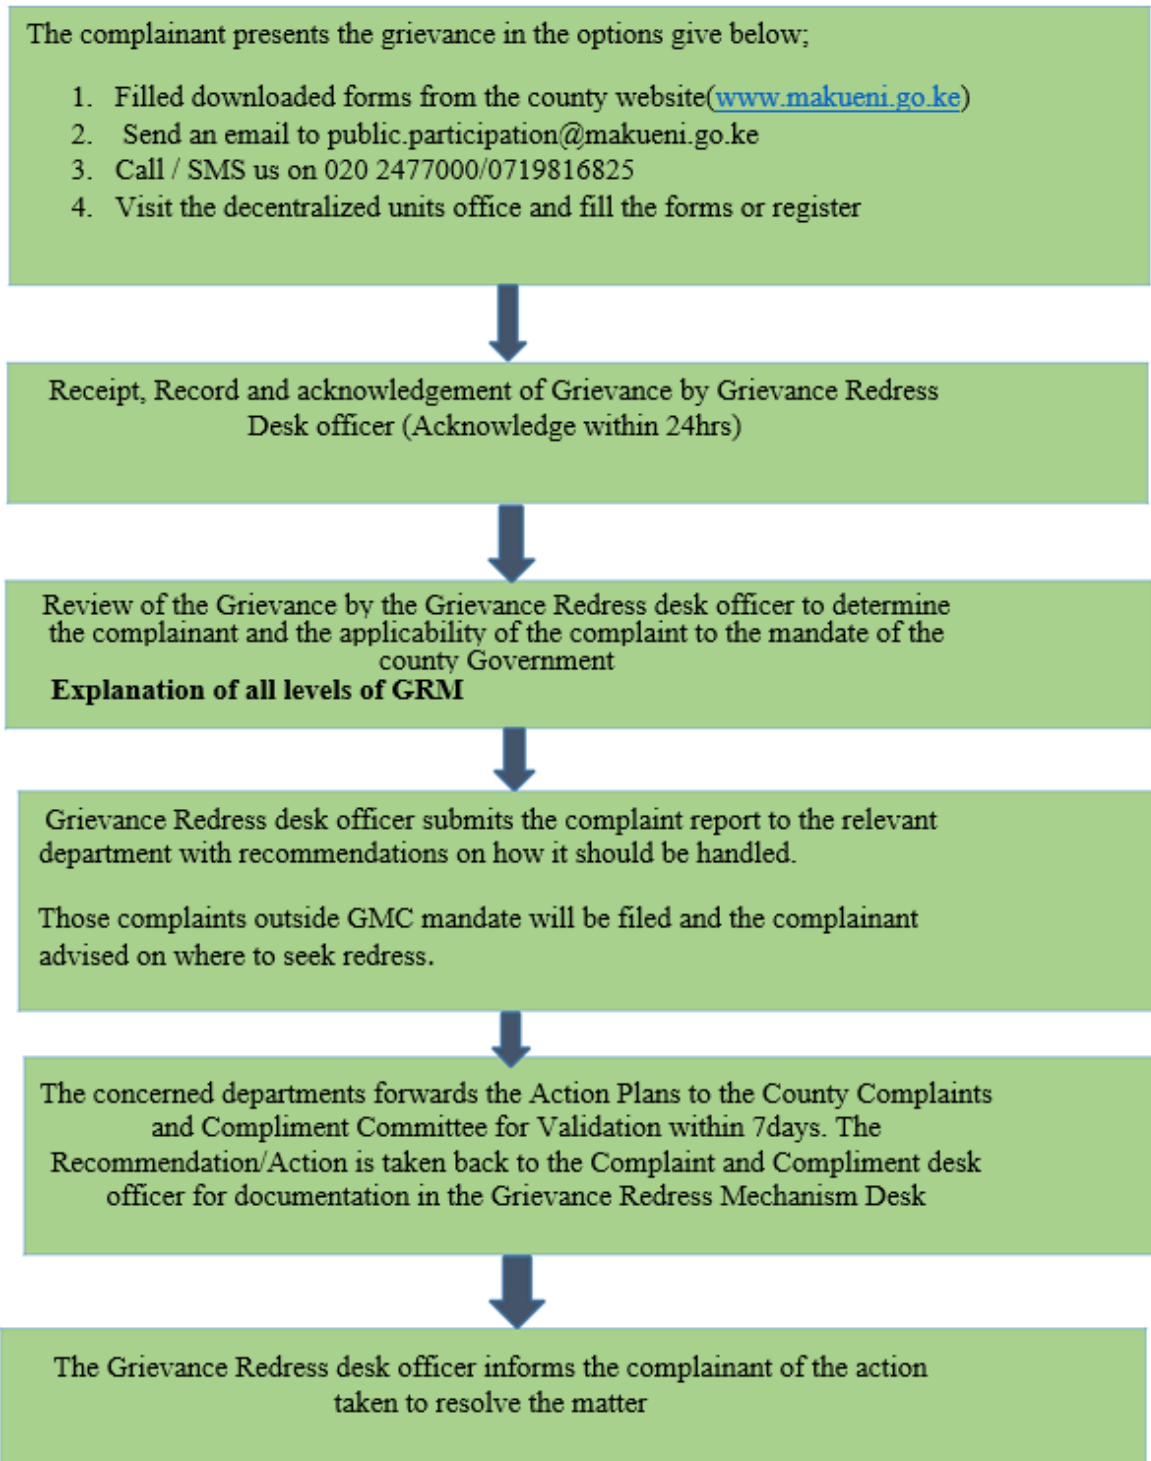 The complainant presents the grievance in the options give below;
1. Filled downloaded forms from the county website(www.makueni.go.ke)
2. Send an email to public.participation@makueni.go.ke
3. Call / SMS us on 020 2477000/0719816825
4. Visit the decentralized units office and fill the forms or register
Receipt, Record and acknowledgement of Grievance by Grievance Redress
Desk officer (Acknowledge within 24hrs)
Review of the Grievance by the Grievance Redress desk officer to determine
the complainant and the applicability of the complaint to the mandate of the
county Government
Explanation of all levels of GRM
Grievance Redress desk officer submits the complaint report to the relevant
department with recommendations on how it should be handled.
Those complaints outside GMC mandate will be filed and the complainant
advised on where to seek redress.
The concerned departments forwards the Action Plans to the County Complaints
and Compliment Committee for Validation within 7days. The
Recommendation/Action is taken back to the Complaint and Compliment desk
officer for documentation in the Grievance Redress Mechanism Desk
The Grievance Redress desk officer informs the complainant of the action
taken to resolve the matter